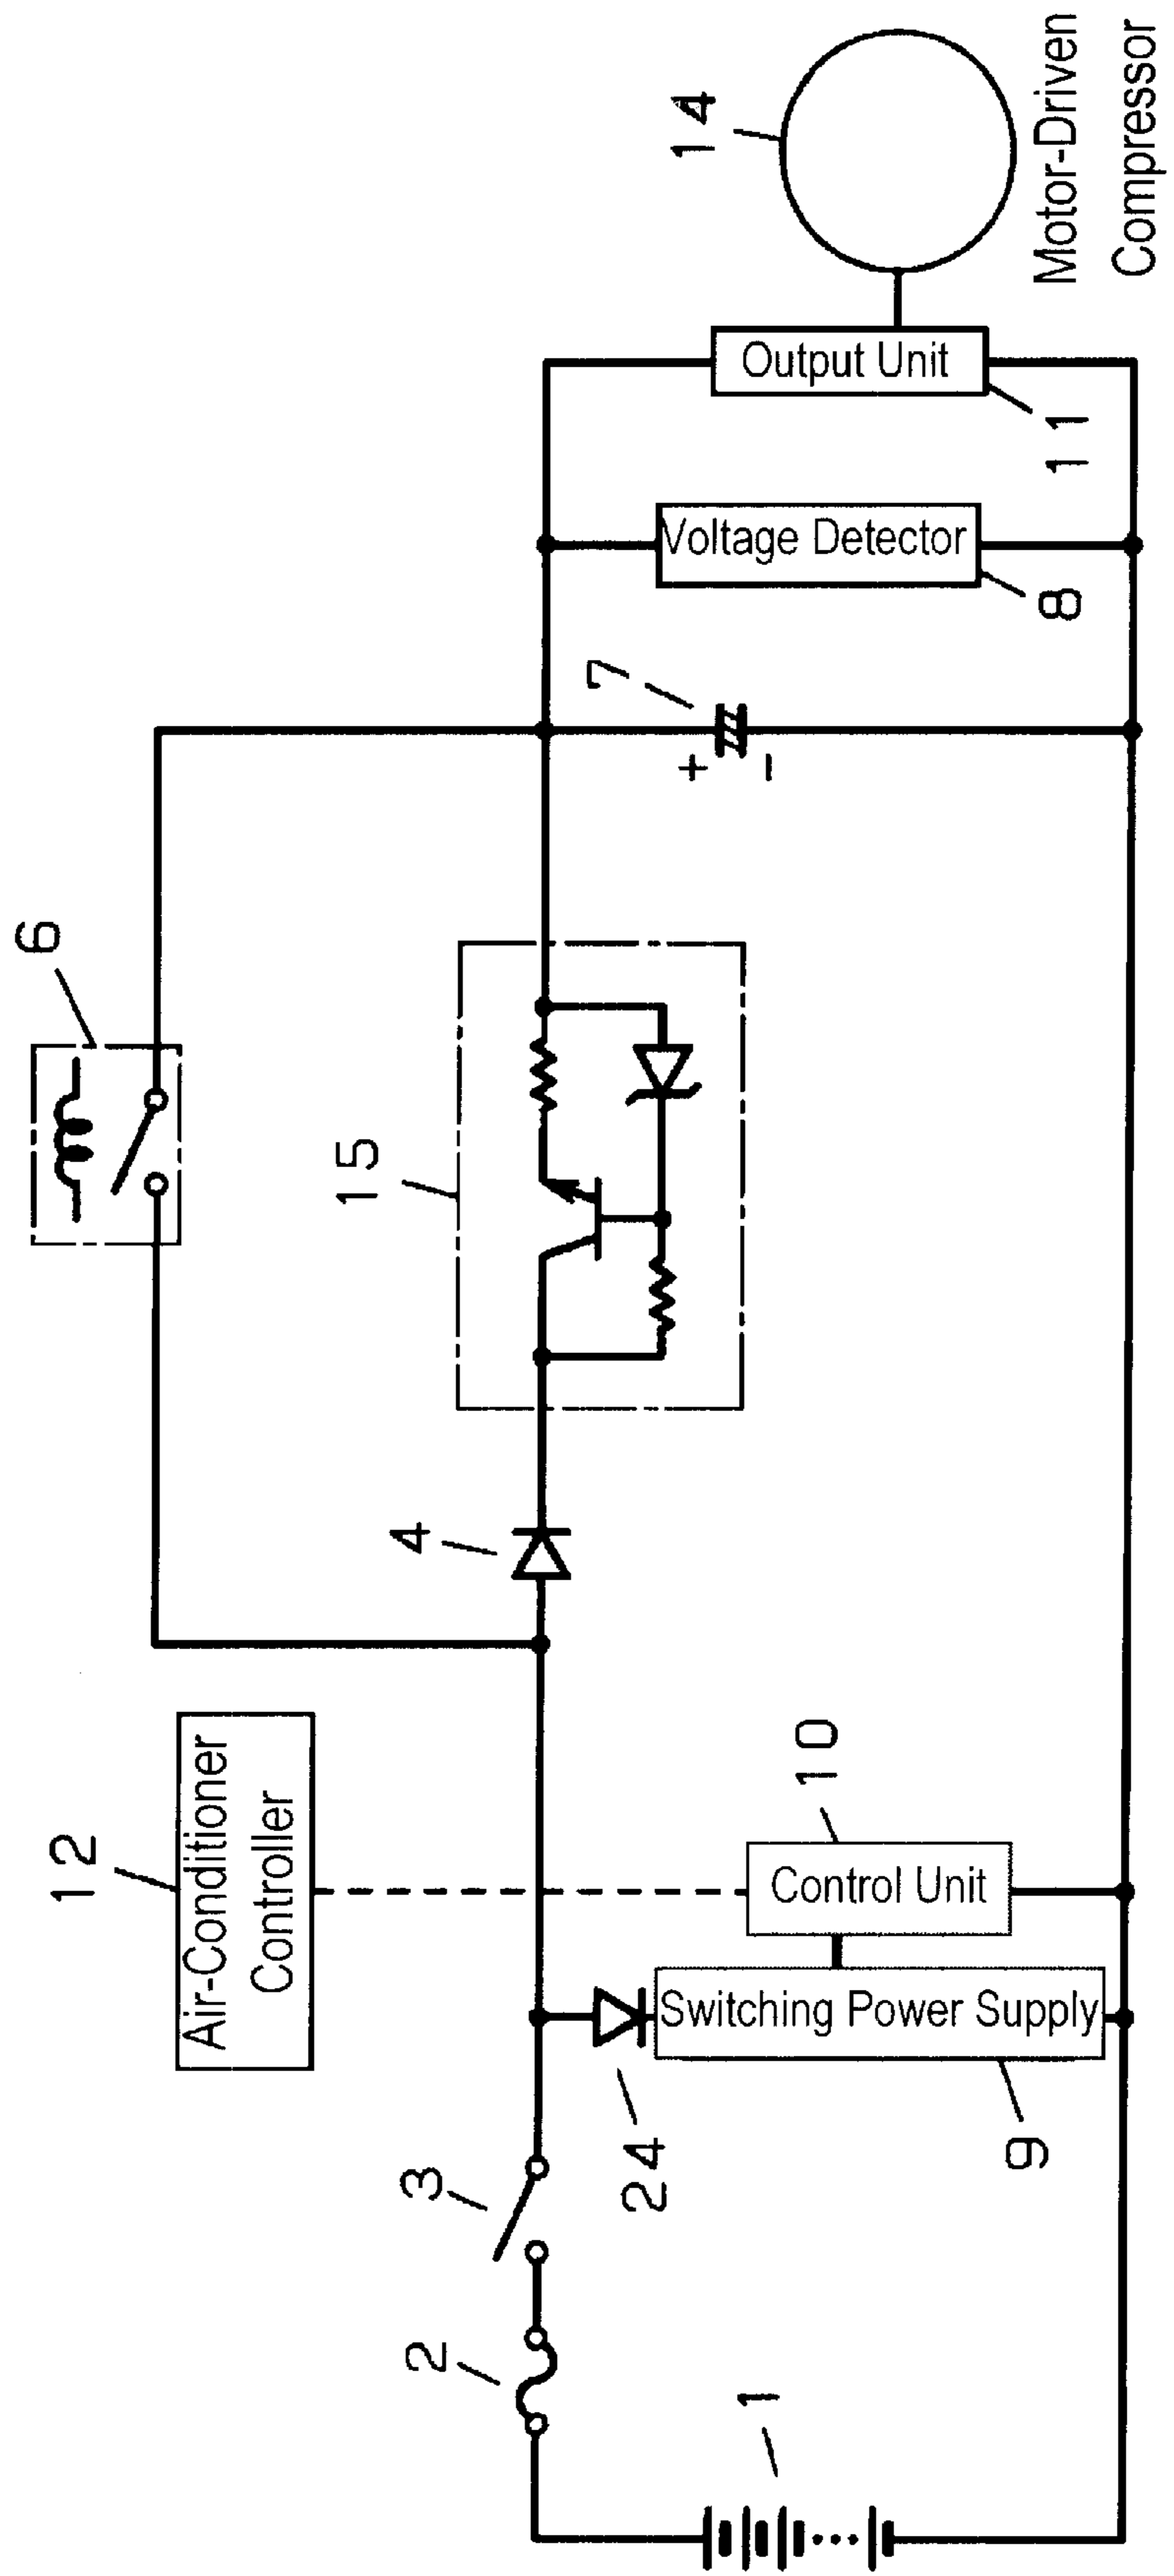 6
12
Air-Conditioner
Controller
4
15
7
14
+
-
3
2
24
10
Control Unit
Switching Power Supply
9
1
Voltage Detector
8
Output Unit
11
Motor-Driven
Compressor